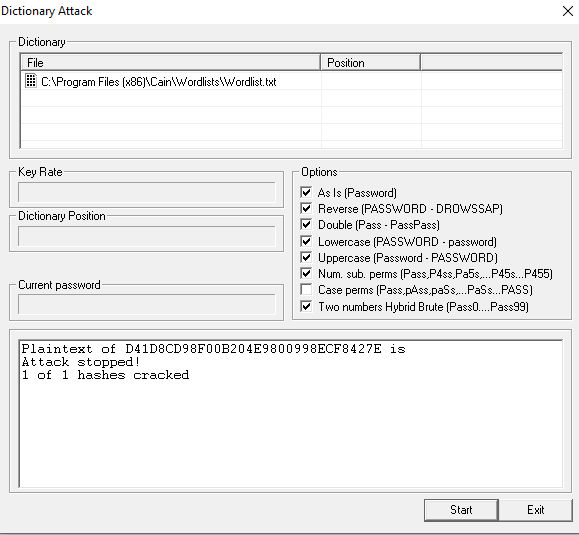 Dictionary Attack
Dictionary
File Position
C:\Program Files (x86)\Cain\Wordlists\Wordlist.txt
Key Rate
Dictionary Position
Current password
Options
As Is (Password)
Reverse (PASSWORD - DROWSSAP)
Double (Pass - PassPass)
Lowercase (PASSWORD - password)
Uppercase (Password - PASSWORD)
Num. sub. perms (Pass,P4ss,Pa5s,...P45s...P455)
Case perms (Pass,pAss,paSs,...PaSs...PASS)
Two numbers Hybrid Brute (Pass0....Pass99)
Plaintext of D41D8CD98F00B204E9800998ECF8427E is
Attack stopped!
1 of 1 hashes cracked
Start Exit